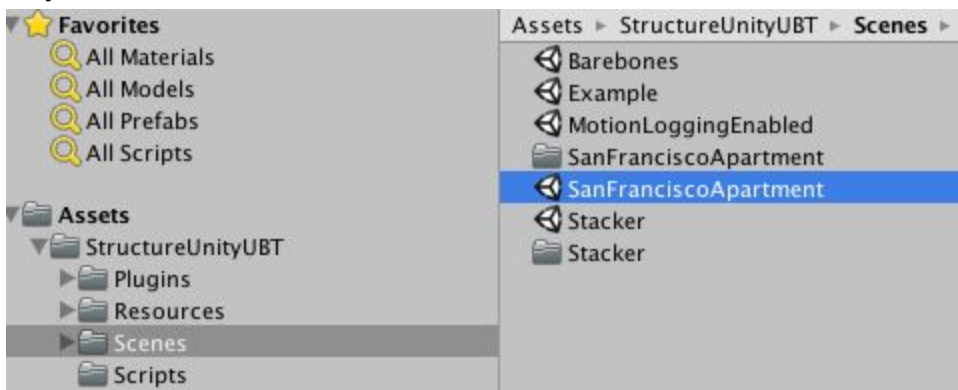 Favorites
All Materials
All Models
All Prefabs
All Scripts
Assets
StructureUnityUBT
Plugins
Resources
Scenes
Scripts
Assets ▸ StructureUnityUBT ▸ Scenes ▸
Barebones
Example
MotionLoggingEnabled
SanFranciscoApartment
SanFranciscoApartment
Stacker
Stacker